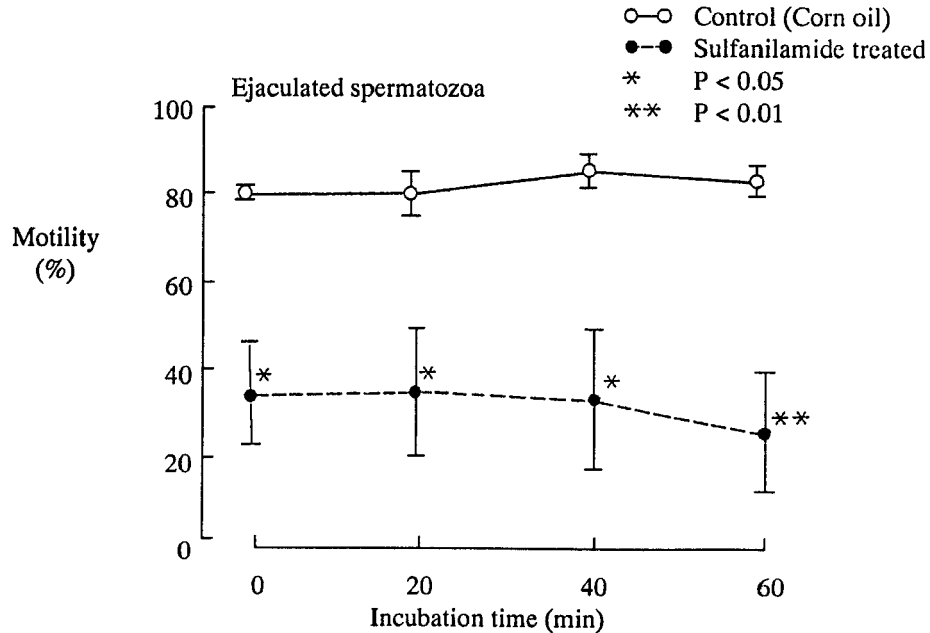 Control (Corn oil)
Sulfanilamide treated
* P < 0.05
** P < 0.01
Ejaculated spermatozoa
100
80
60
40
20
0
Motility
(%)
*
*
*
**
0 20 40 60
Incubation time (min)